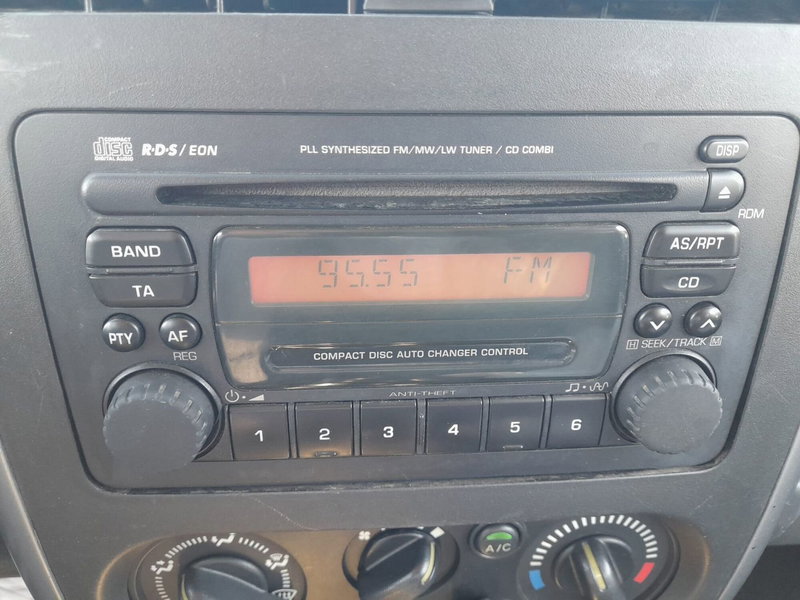 COMPACT
disc
DIGITAL AUDIO
R·D·S/EON
PLL SYNTHESIZED FM/MW/LW TUNER / CD COMBI
DISP
RDM
BAND
TA
95.55 FM
AS/RPT
CD
PTY
AF
REG
H SEEK/TRACK M
COMPACT DISC AUTO CHANGER CONTROL
ANTI-THEFT
1
2
3
4
5
6
A/C